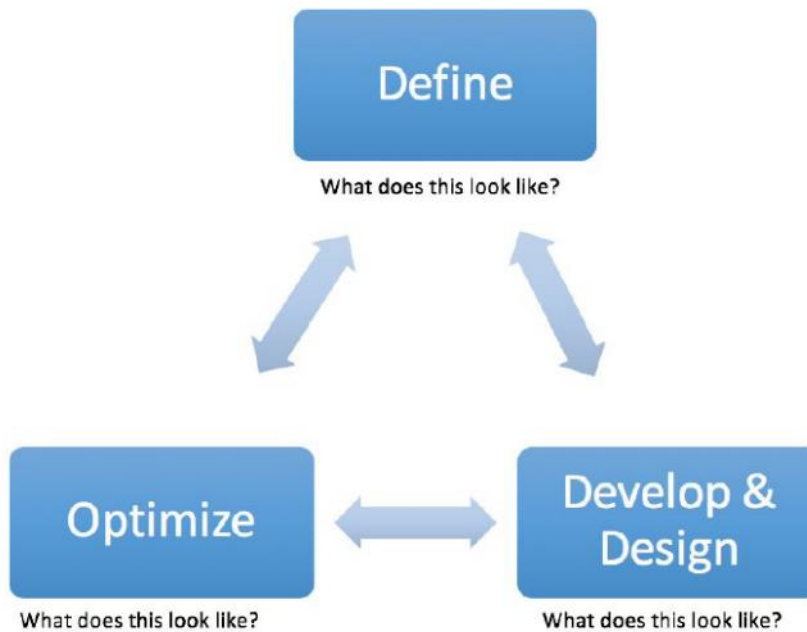 Define
What does this look like?
Optimize
Develop &
Design
What does this look like?
What does this look like?